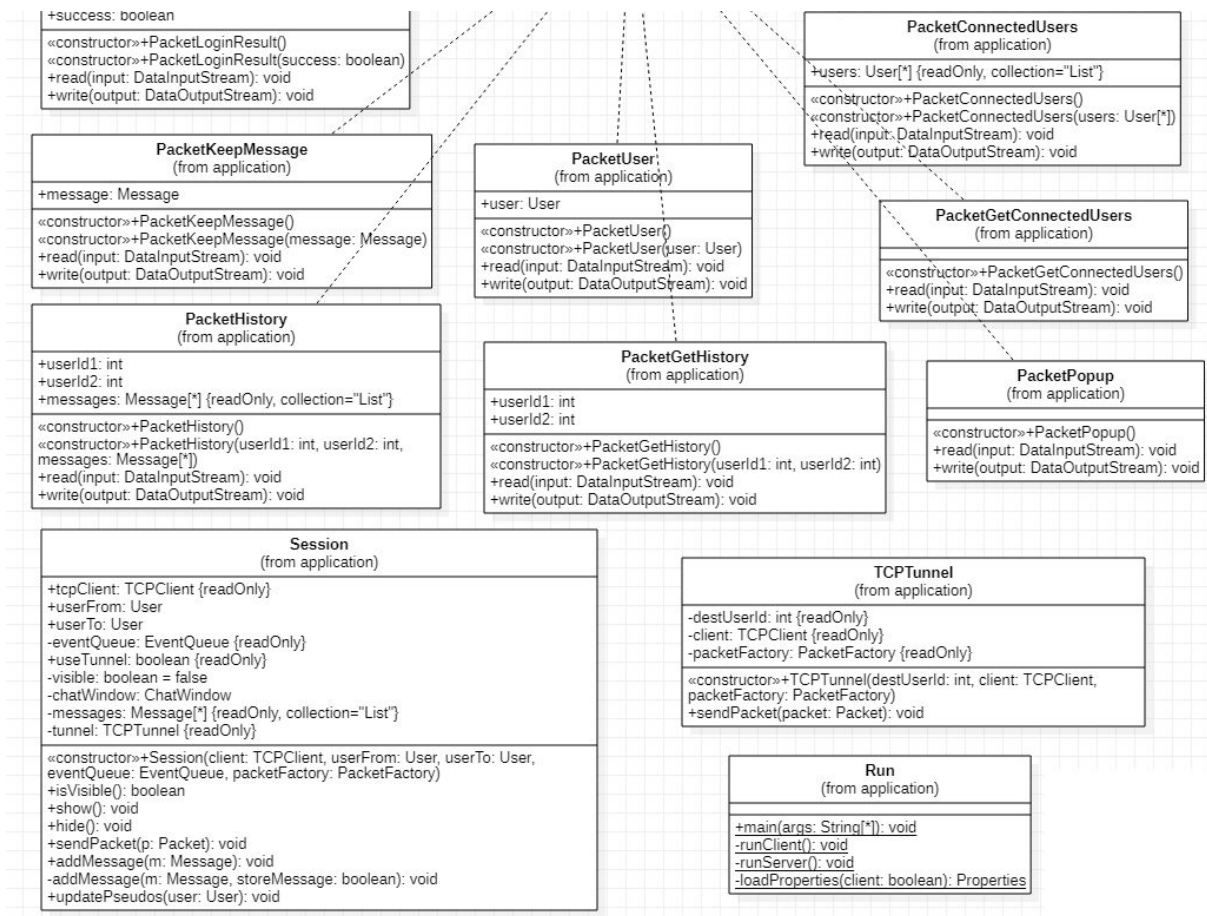 +success: boolean
«constructor»+PacketLoginResult()
«constructor»+PacketLoginResult(success: boolean)
+read(input: DataInputStream): void
+write(output: DataOutputStream): void
PacketConnectedUsers
(from application)
+users: User[*] {readOnly, collection="List"}
«constructor»+PacketConnectedUsers()
«constructor»+PacketConnectedUsers(users: User[*])
+read(input: DataInputStream): void
+write(output: DataOutputStream): void
PacketKeepMessage
(from application)
+message: Message
«constructor»+PacketKeepMessage()
«constructor»+PacketKeepMessage(message: Message)
+read(input: DataInputStream): void
+write(output: DataOutputStream): void
PacketUser
(from application)
+user: User
«constructor»+PacketUser()
«constructor»+PacketUser(user: User)
+read(input: DataInputStream): void
+write(output: DataOutputStream): void
PacketGetConnectedUsers
(from application)
«constructor»+PacketGetConnectedUsers()
+read(input: DataInputStream): void
+write(output: DataOutputStream): void
PacketHistory
(from application)
+userId1: int
+userId2: int
+messages: Message[*] {readOnly, collection="List"}
«constructor»+PacketHistory()
«constructor»+PacketHistory(userId1: int, userId2: int,
messages: Message[*])
+read(input: DataInputStream): void
+write(output: DataOutputStream): void
PacketGetHistory
(from application)
+userId1: int
+userId2: int
«constructor»+PacketGetHistory()
«constructor»+PacketGetHistory(userId1: int, userId2: int)
+read(input: DataInputStream): void
+write(output: DataOutputStream): void
PacketPopup
(from application)
«constructor»+PacketPopup()
+read(input: DataInputStream): void
+write(output: DataOutputStream): void
Session
(from application)
+tcpClient: TCPClient {readOnly}
+userFrom: User
+userTo: User
-eventQueue: EventQueue {readOnly}
+useTunnel: boolean {readOnly}
-visible: boolean = false
-chatWindow: ChatWindow
-messages: Message[*] {readOnly, collection="List"}
-tunnel: TCPTunnel {readOnly}
«constructor»+Session(client: TCPClient, userFrom: User, userTo: User,
eventQueue: EventQueue, packetFactory: PacketFactory)
+isVisible(): boolean
+show(): void
+hide(): void
+sendPacket(p: Packet): void
+addMessage(m: Message): void
-addMessage(m: Message, storeMessage: boolean): void
+updatePseudos(user: User): void
TCPTunnel
(from application)
-destUserId: int {readOnly}
-client: TCPClient {readOnly}
-packetFactory: PacketFactory {readOnly}
«constructor»+TCPTunnel(destUserId: int, client: TCPClient,
packetFactory: PacketFactory)
+sendPacket(packet: Packet): void
Run
(from application)
+main(args: String[*]): void
-runClient(): void
-runServer(): void
-loadProperties(client: boolean): Properties